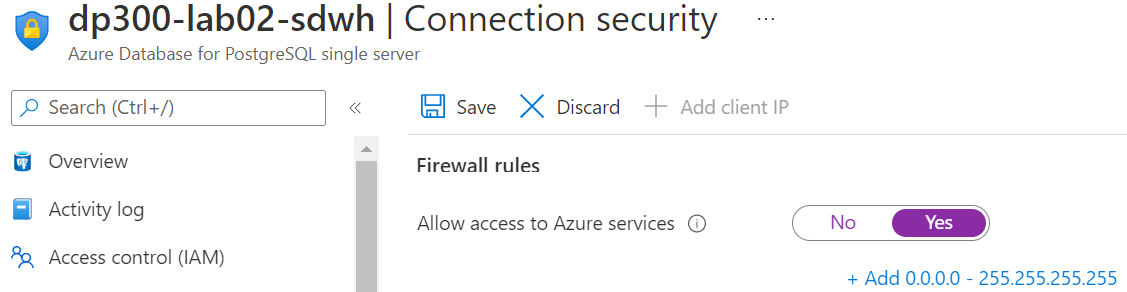 dp300-lab02-sdwh | Connection security ...
Azure Database for PostgreSQL single server
Search (Ctrl+/) «
Save Discard + Add client IP
Overview
Activity log
Access control (IAM)
Firewall rules
Allow access to Azure services
No Yes
+ Add 0.0.0.0 - 255.255.255.255